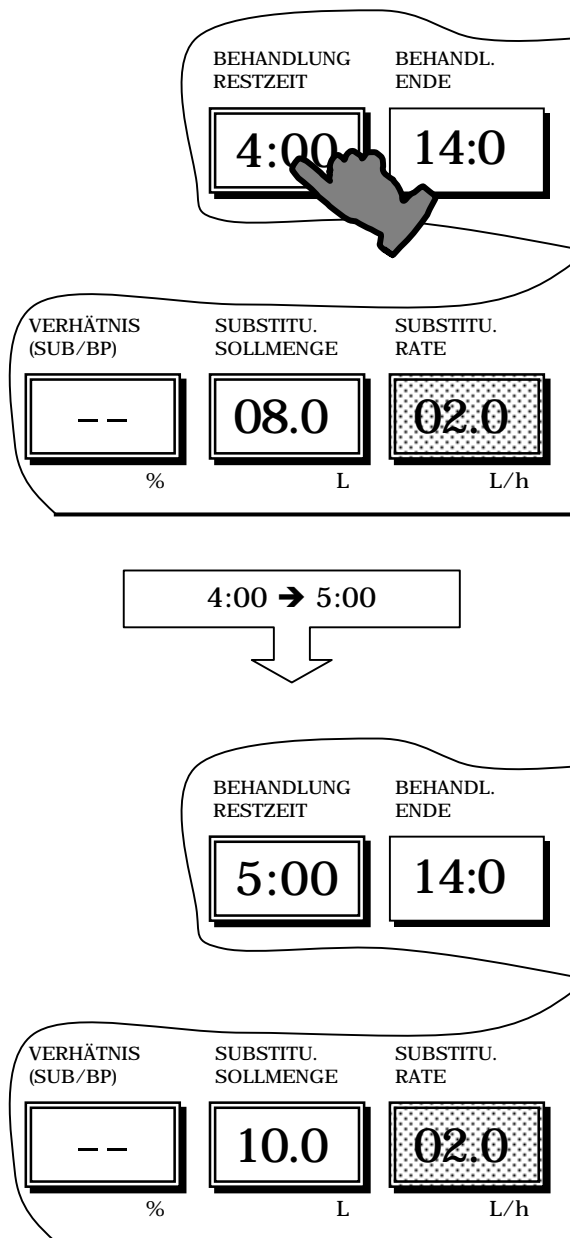 BEHANDLUNG BEHANDL.
RESTZEIT ENDE
4:00 14:0
VERHÄTNIS SUBSTITU. SUBSTITU.
(SUB/BP) SOLLMENGE RATE
-- 08.0 02.0
% L L/h
4:00 ➔ 5:00
BEHANDLUNG BEHANDL.
RESTZEIT ENDE
5:00 14:0
VERHÄTNIS SUBSTITU. SUBSTITU.
(SUB/BP) SOLLMENGE RATE
-- 10.0 02.0
% L L/h